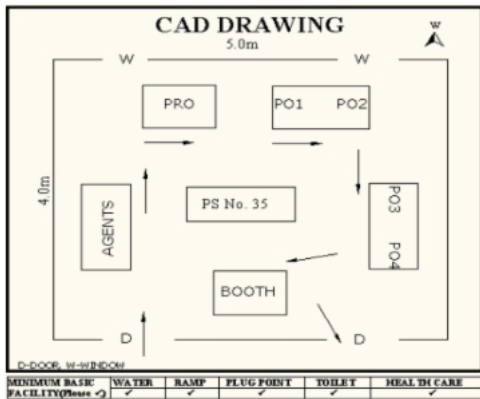 CAD DRAWING
W
5.0m
W W
PRO
PO1 PO2
4.0m
AGENTS
PS No. 35
PO3
PO4
BOOTH
D D
D-DOOR, W-WINDOW
MINIMUM BASIC WATER RAMP PLUG POINT TOILET HEALTH CARE
FACILITY(Please ✓) ✓ ✓ ✓ ✓ ✓